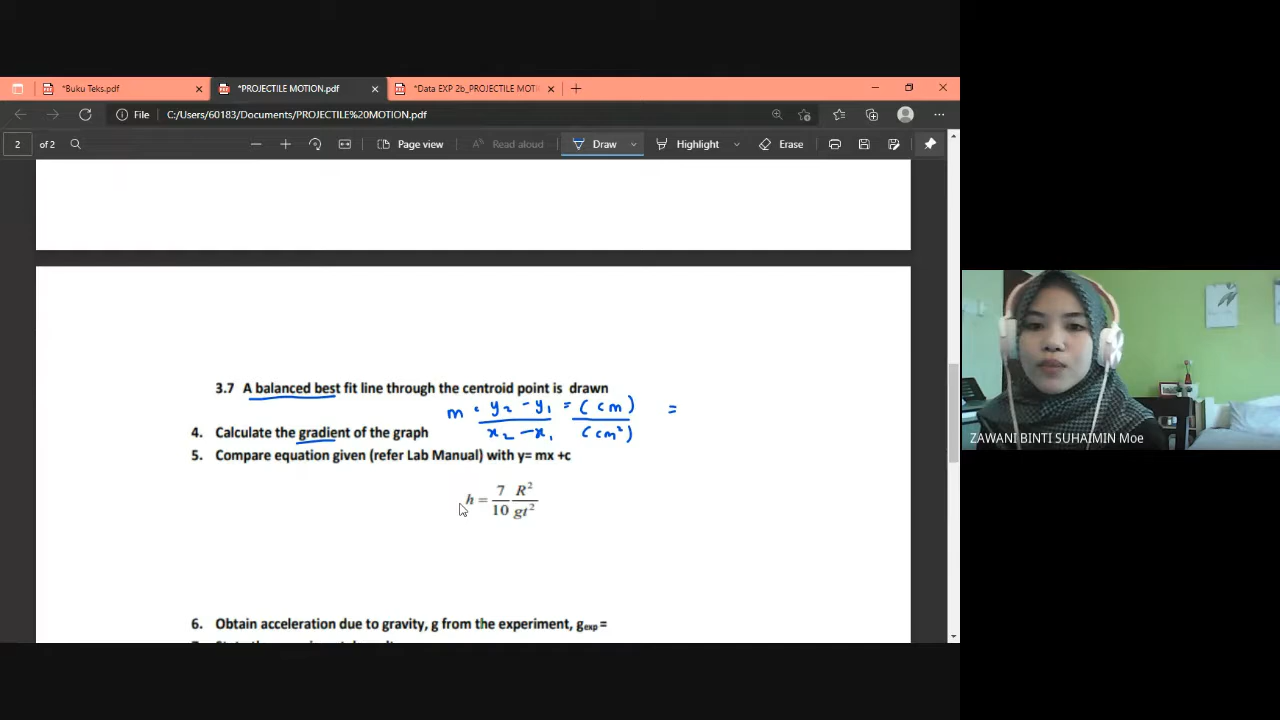 *Buku Teks.pdf
*PROJECTILE MOTION.pdf
*Data EXP 2b_PROJECTILE MOT
File C:/Users/60183/Documents/PROJECTILE%20MOTION.pdf
2 of 2 Page view Read aloud Draw Highlight Erase
3.7 A balanced best fit line through the centroid point is drawn
m = y₂ - y₁ / x₂ - x₁ = (cm) / (cm²) =
4. Calculate the gradient of the graph
5. Compare equation given (refer Lab Manual) with y= mx +c
h = 7/10 R²/gt²
6. Obtain acceleration due to gravity, g from the experiment, gexp =
ZAWANI BINTI SUHAIMIN Moe